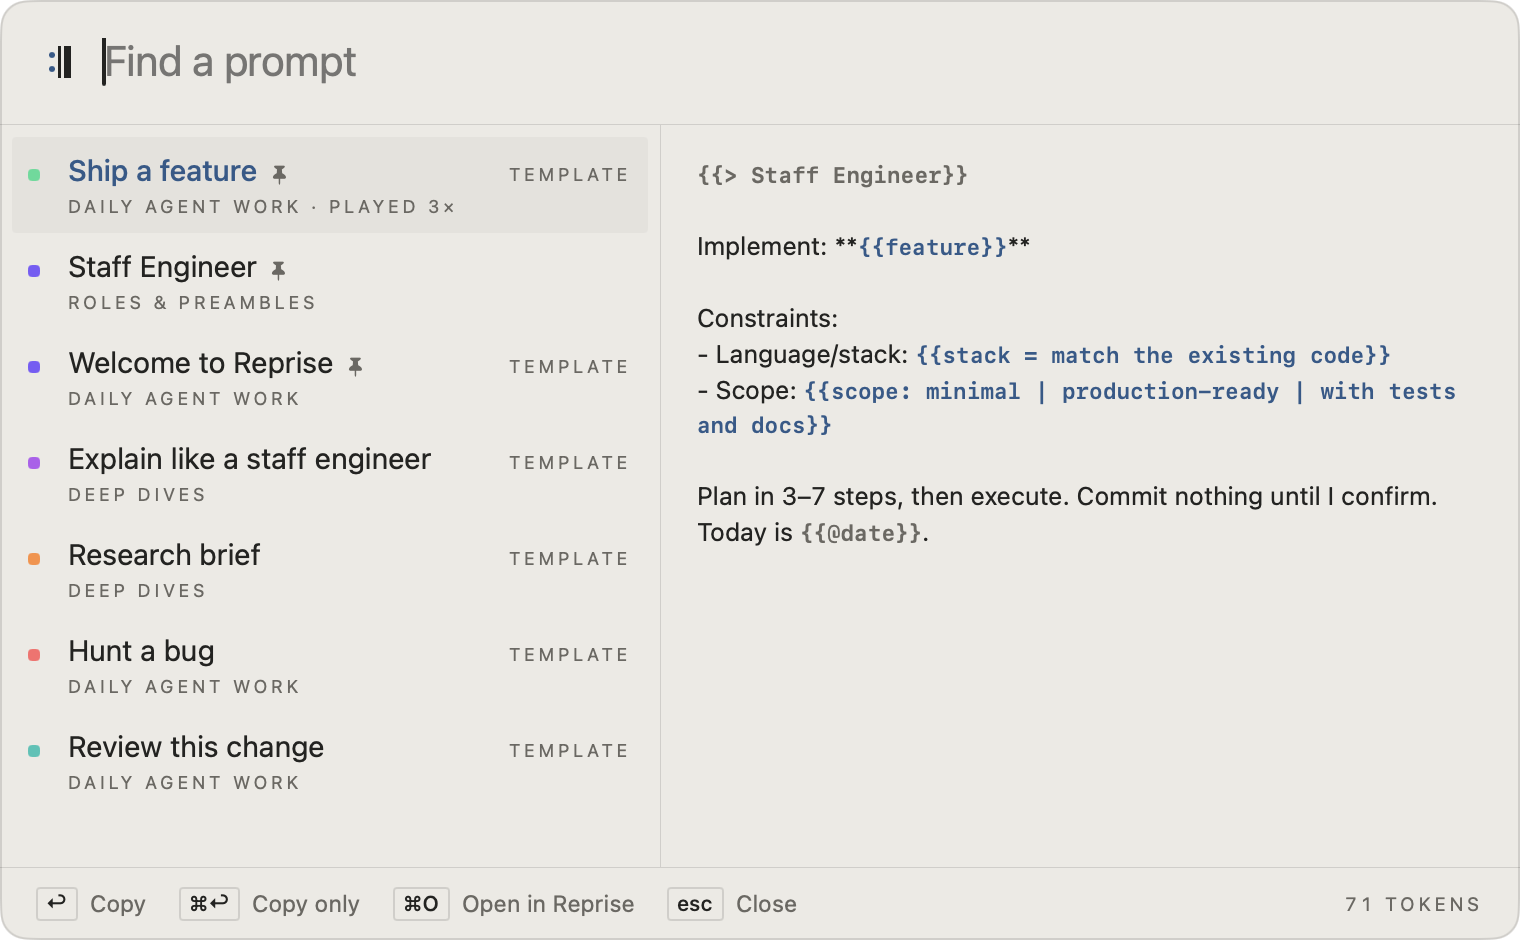 Find a prompt
Ship a feature
TEMPLATE
DAILY AGENT WORK · PLAYED 3×
Staff Engineer
ROLES & PREAMBLES
Welcome to Reprise
TEMPLATE
DAILY AGENT WORK
Explain like a staff engineer
TEMPLATE
DEEP DIVES
Research brief
TEMPLATE
DEEP DIVES
Hunt a bug
TEMPLATE
DAILY AGENT WORK
Review this change
TEMPLATE
DAILY AGENT WORK
{{> Staff Engineer}}
Implement: **{{feature}}**
Constraints:
- Language/stack: {{stack = match the existing code}}
- Scope: {{scope: minimal | production-ready | with tests
and docs}}
Plan in 3–7 steps, then execute. Commit nothing until I confirm.
Today is {{@date}}.
↩ Copy
⌘↩ Copy only
⌘O Open in Reprise
esc Close
71 TOKENS